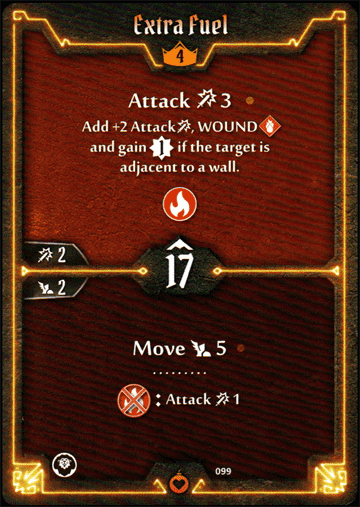 Extra Fuel
4
Attack 3
Add +2 Attack, WOUND
and gain 1 if the target is
adjacent to a wall.
2
17
2
Move 5
.........
: Attack 1
099